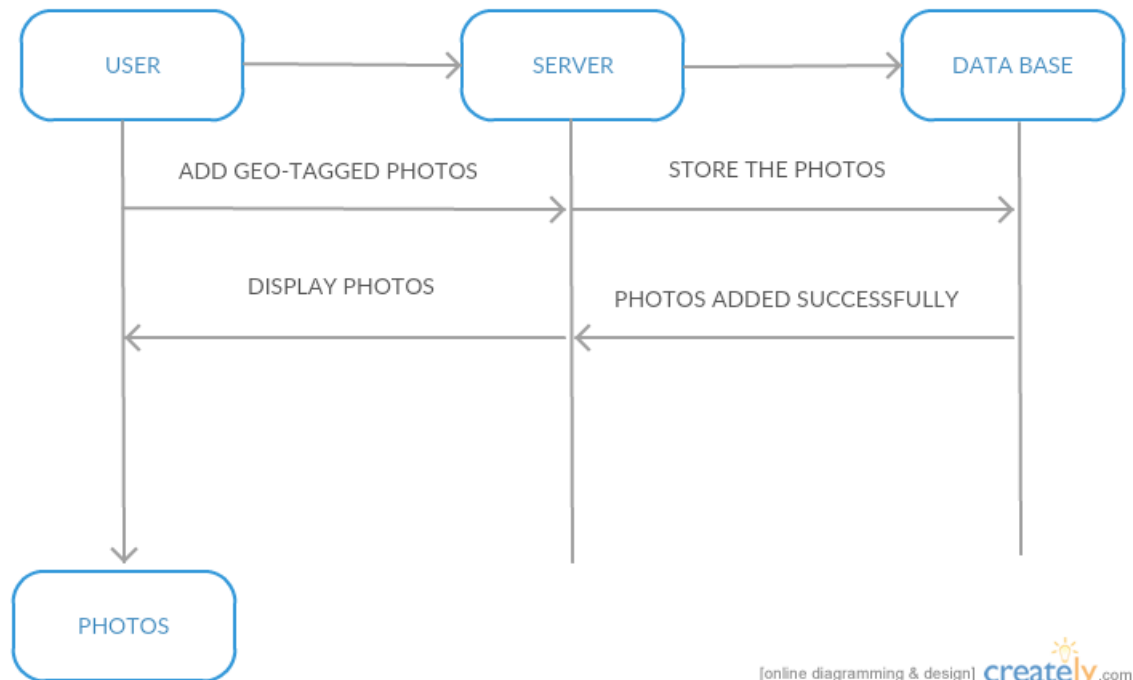 USER
SERVER
DATA BASE
ADD GEO-TAGGED PHOTOS
STORE THE PHOTOS
DISPLAY PHOTOS
PHOTOS ADDED SUCCESSFULLY
PHOTOS
[online diagramming & design] creately.com